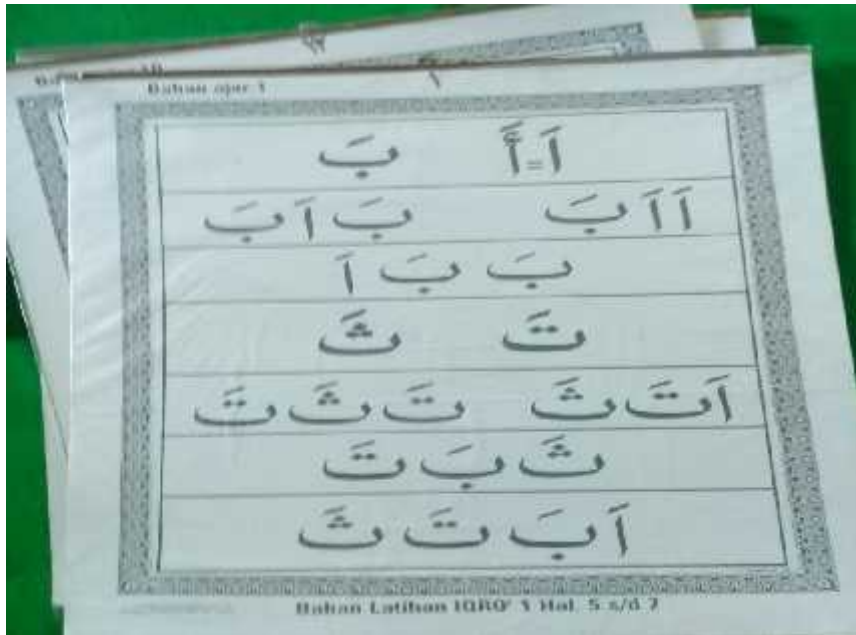 Bahan ajar 1
١
اَ = أَ بَ
اَ اَ بَ بَ اَ بَ
بَ بَ اَ
تَ ثَ
اَ تَ ثَ تَ ثَ تَ
ثَ بَ تَ
اَ بَ تَ ثَ
Bahan Latihan IQRO' 1 Hal. 5 s/d 7